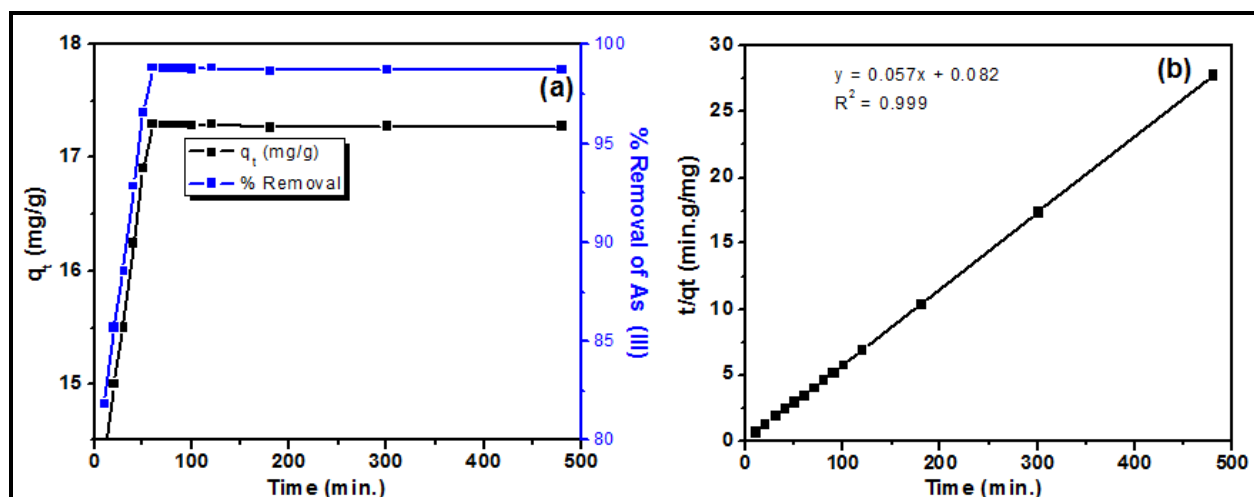 18
17
16
15
q_t (mg/g)
0 100 200 300 400 500
Time (min.)
100
95
90
85
80
% Removal of As (III)
(a)
q_t (mg/g)
% Removal
30
25
20
15
10
5
0
t/qt (min.g/mg)
0 100 200 300 400 500
Time (min.)
y = 0.057x + 0.082
R² = 0.999
(b)